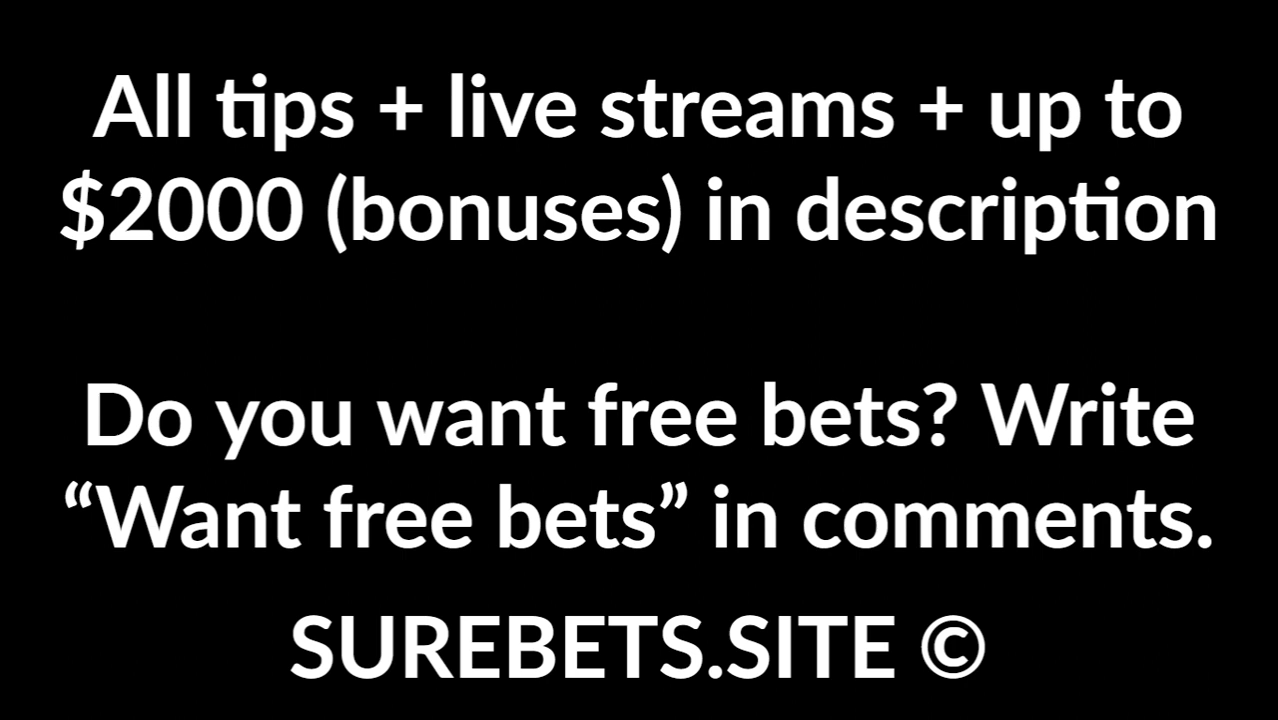 All tips + live streams + up to
$2000 (bonuses) in description
Do you want free bets? Write
“Want free bets” in comments.
SUREBETS.SITE ©